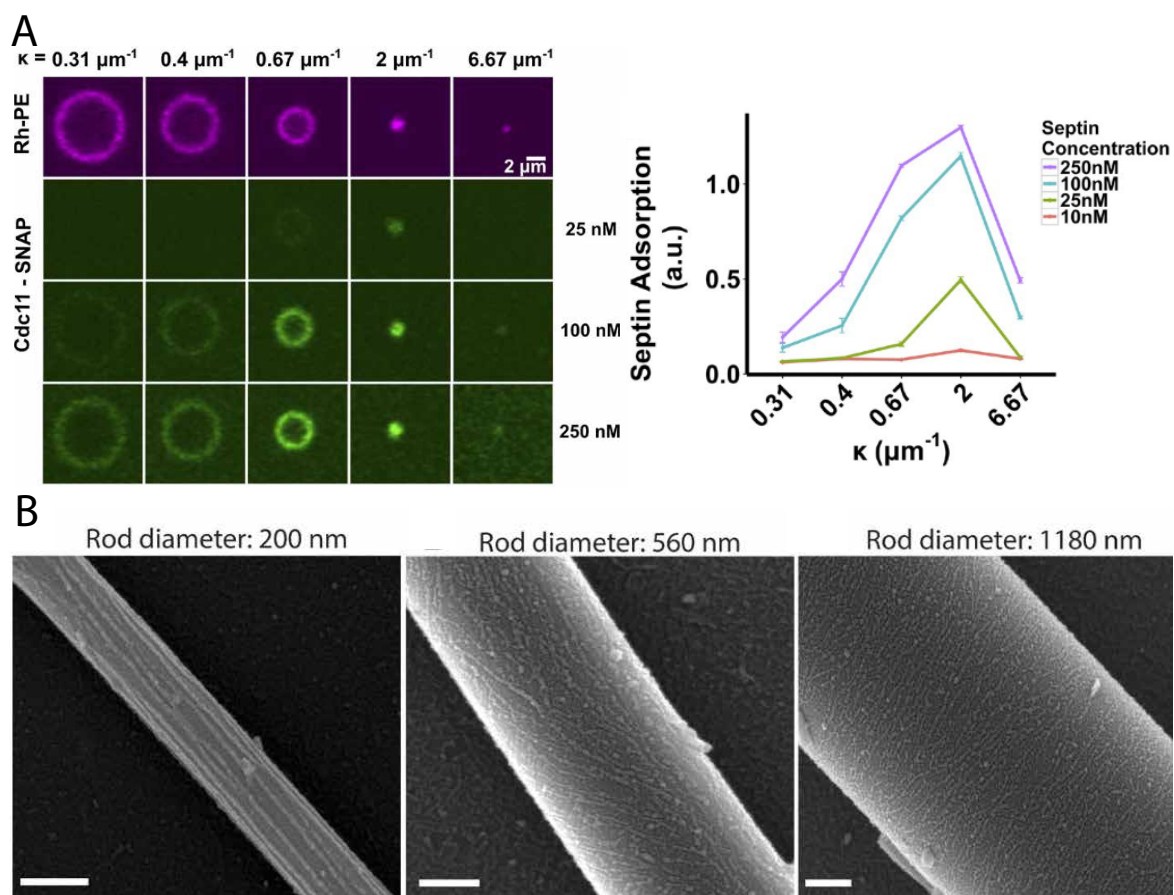 A
κ = 0.31 µm⁻¹ 0.4 µm⁻¹ 0.67 µm⁻¹ 2 µm⁻¹ 6.67 µm⁻¹
Rh-PE
2 µm
Cdc11 - SNAP
25 nM
100 nM
250 nM
Septin Adsorption
(a.u.)
1.0
0.5
0.0
0.31 0.4 0.67 2 6.67
κ (µm⁻¹)
Septin
Concentration
250nM
100nM
25nM
10nM
B
Rod diameter: 200 nm
Rod diameter: 560 nm
Rod diameter: 1180 nm